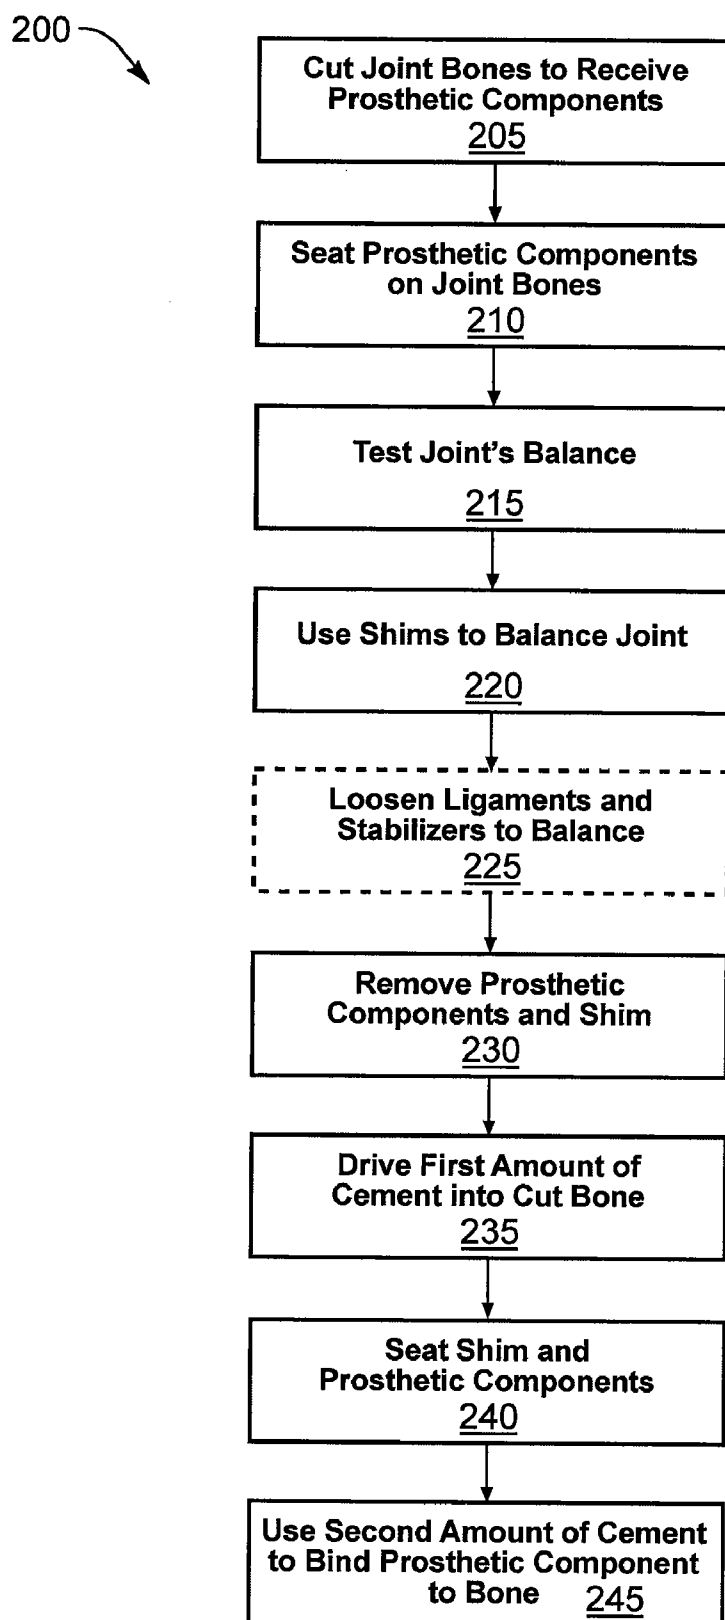 200
Cut Joint Bones to Receive
Prosthetic Components
205
Seat Prosthetic Components
on Joint Bones
210
Test Joint's Balance
215
Use Shims to Balance Joint
220
Loosen Ligaments and
Stabilizers to Balance
225
Remove Prosthetic
Components and Shim
230
Drive First Amount of
Cement into Cut Bone
235
Seat Shim and
Prosthetic Components
240
Use Second Amount of Cement
to Bind Prosthetic Component
to Bone 245